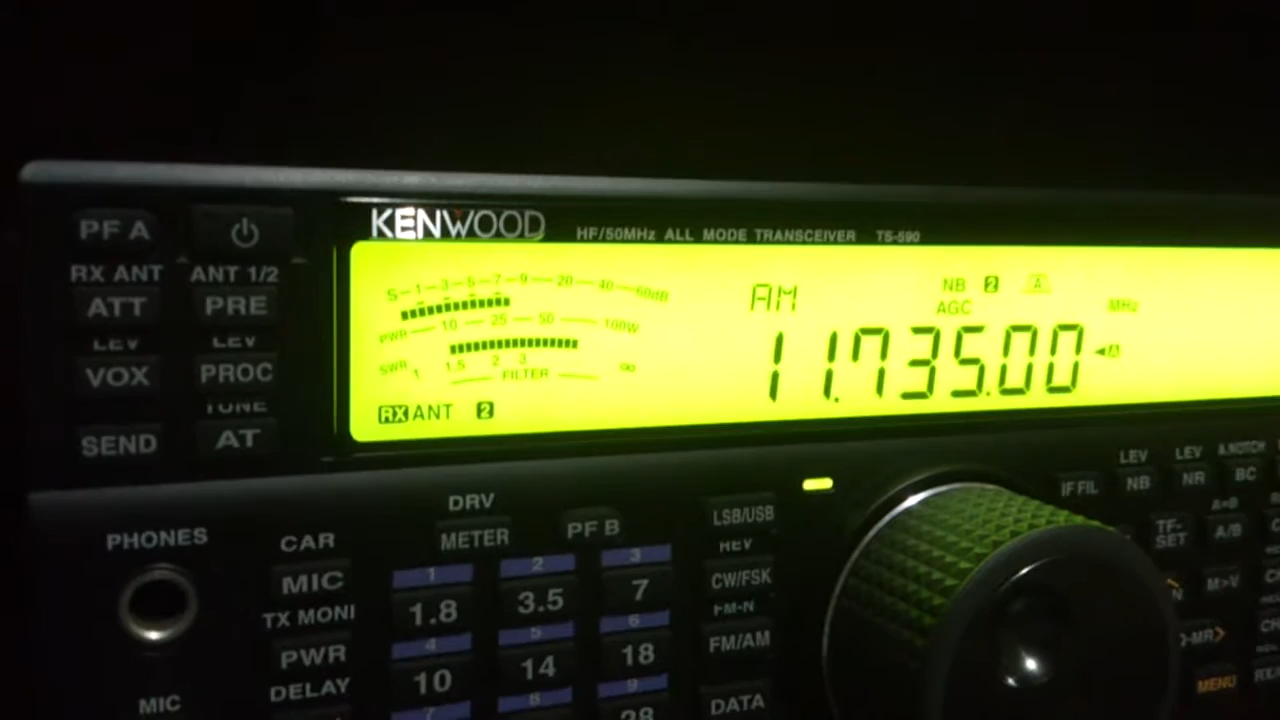 KENWOOD HF/50MHz ALL MODE TRANSCEIVER TS-590
PF A
RX ANT ANT 1/2
ATT PRE
LEV LEV
VOX PROC
TUNE
SEND AT
S 1 3 5 7 9 20 40 60dB
PWR 10 25 50 100W
SWR 1 1.5 2 3 ∞
FILTER
RX ANT 2
AM
NB 2 A
AGC
MHz
11.735.00 ◄A
PHONES
MIC
CAR
MIC
TX MONI
PWR
DELAY
DRV
METER PF B
1 2 3
1.8 3.5 7
4 5 6
10 14 18
7 8 9
28
LSB/USB
REV
CW/FSK
FM-N
FM/AM
DATA
LEV LEV A.NOTCH
IF FIL NB NR BC
A=B
TF-SET A/B
M>V
Q-MR>
MENU